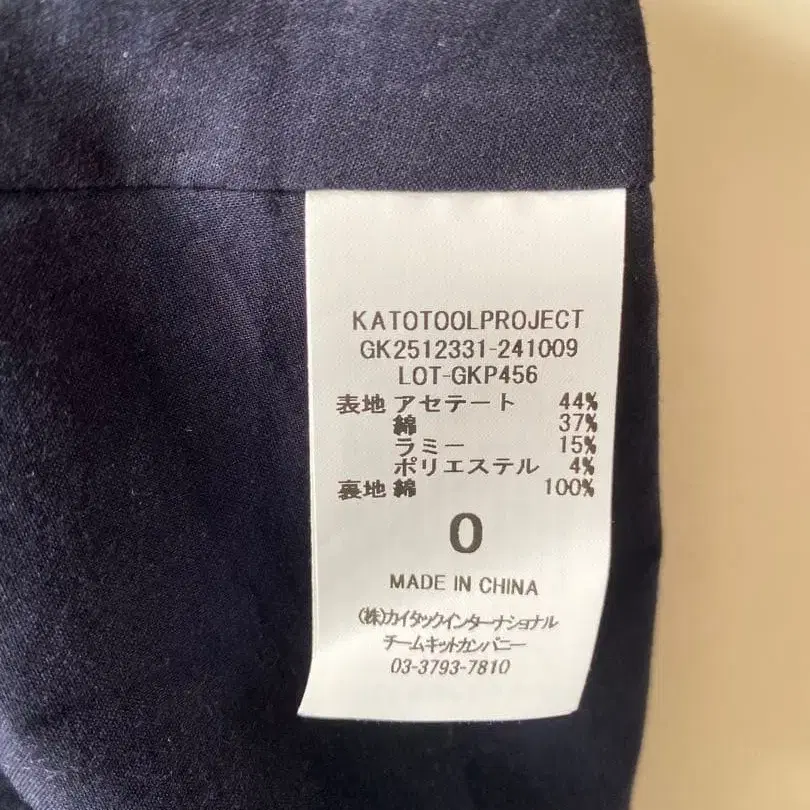 KATOTOOLPROJECT
GK2512331-241009
LOT-GKP456
表地 アセテート 44%
綿 37%
ラミー 15%
ポリエステル 4%
裏地 綿 100%
0
MADE IN CHINA
(株)カイタックインターナショナル
チームキットカンパニー
03-3793-7810